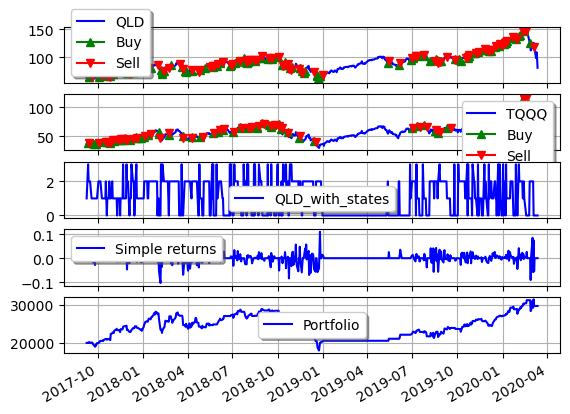 150
100
QLD
Buy
Sell
100
50
TQQQ
Buy
Sell
2
0
QLD_with_states
0.1
0.0
−0.1
Simple returns
30000
20000
Portfolio
2017-10 2018-01 2018-04 2018-07 2018-10 2019-01 2019-04 2019-07 2019-10 2020-01 2020-04